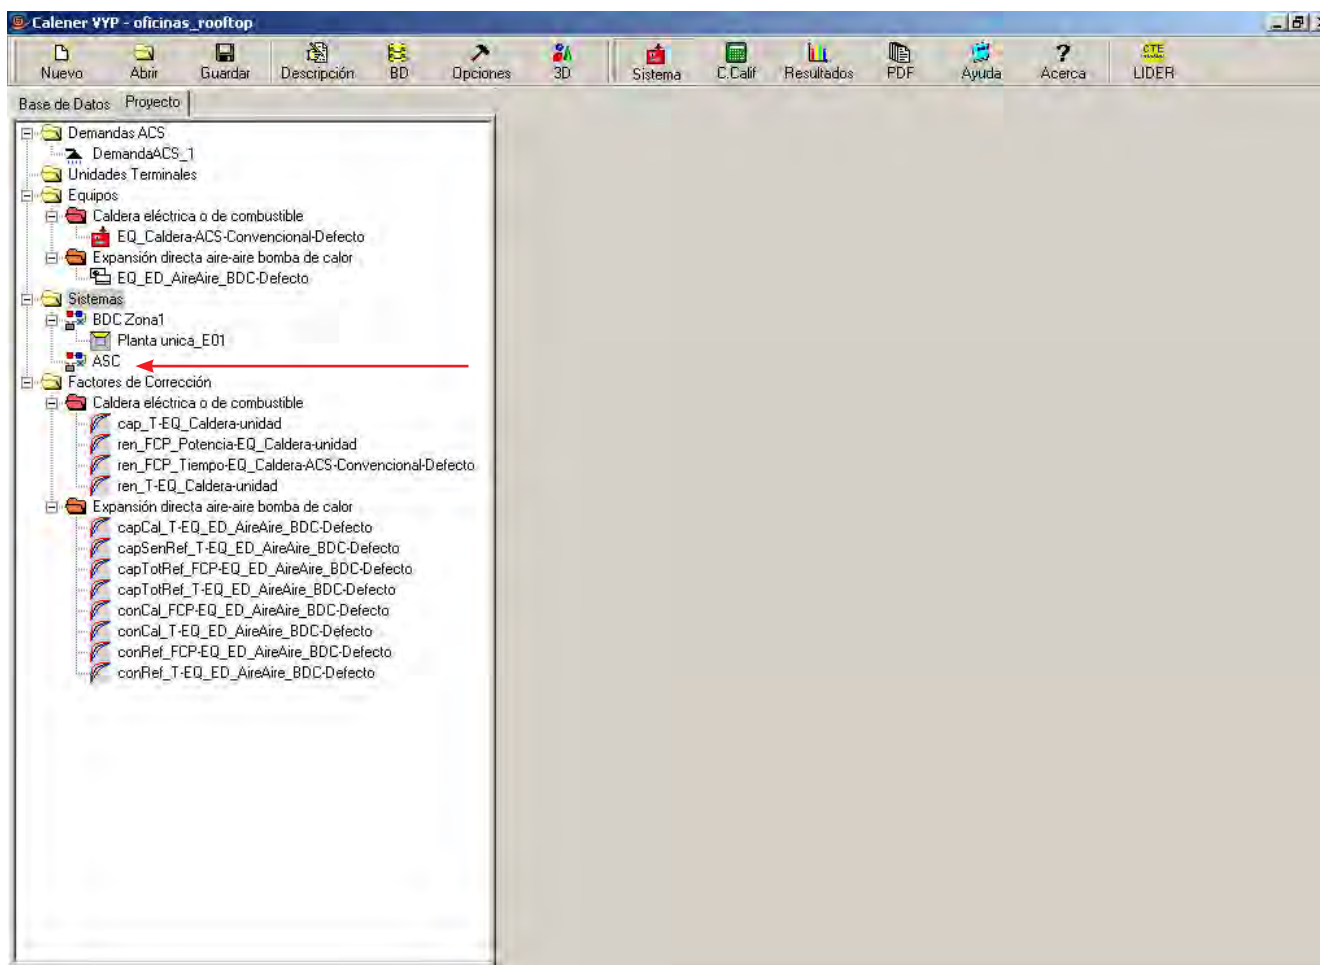 Calener VYP - oficinas_rooftop
Nuevo Abrir Guardar Descripción BD Opciones 3D Sistema C.Calif Resultados PDF Ayuda Acerca CTE LIDER
Base de Datos Proyecto
Demandas ACS
DemandaACS_1
Unidades Terminales
Equipos
Caldera eléctrica o de combustible
EQ_Caldera-ACS-Convencional-Defecto
Expansión directa aire-aire bomba de calor
EQ_ED_AireAire_BDC-Defecto
Sistemas
BDC Zona1
Planta unica_E01
ASC
Factores de Corrección
Caldera eléctrica o de combustible
cap_T-EQ_Caldera-unidad
ren_FCP_Potencia-EQ_Caldera-unidad
ren_FCP_Tiempo-EQ_Caldera-ACS-Convencional-Defecto
ren_T-EQ_Caldera-unidad
Expansión directa aire-aire bomba de calor
capCal_T-EQ_ED_AireAire_BDC-Defecto
capSenRef_T-EQ_ED_AireAire_BDC-Defecto
capTotRef_FCP-EQ_ED_AireAire_BDC-Defecto
capTotRef_T-EQ_ED_AireAire_BDC-Defecto
conCal_FCP-EQ_ED_AireAire_BDC-Defecto
conCal_T-EQ_ED_AireAire_BDC-Defecto
conRef_FCP-EQ_ED_AireAire_BDC-Defecto
conRef_T-EQ_ED_AireAire_BDC-Defecto